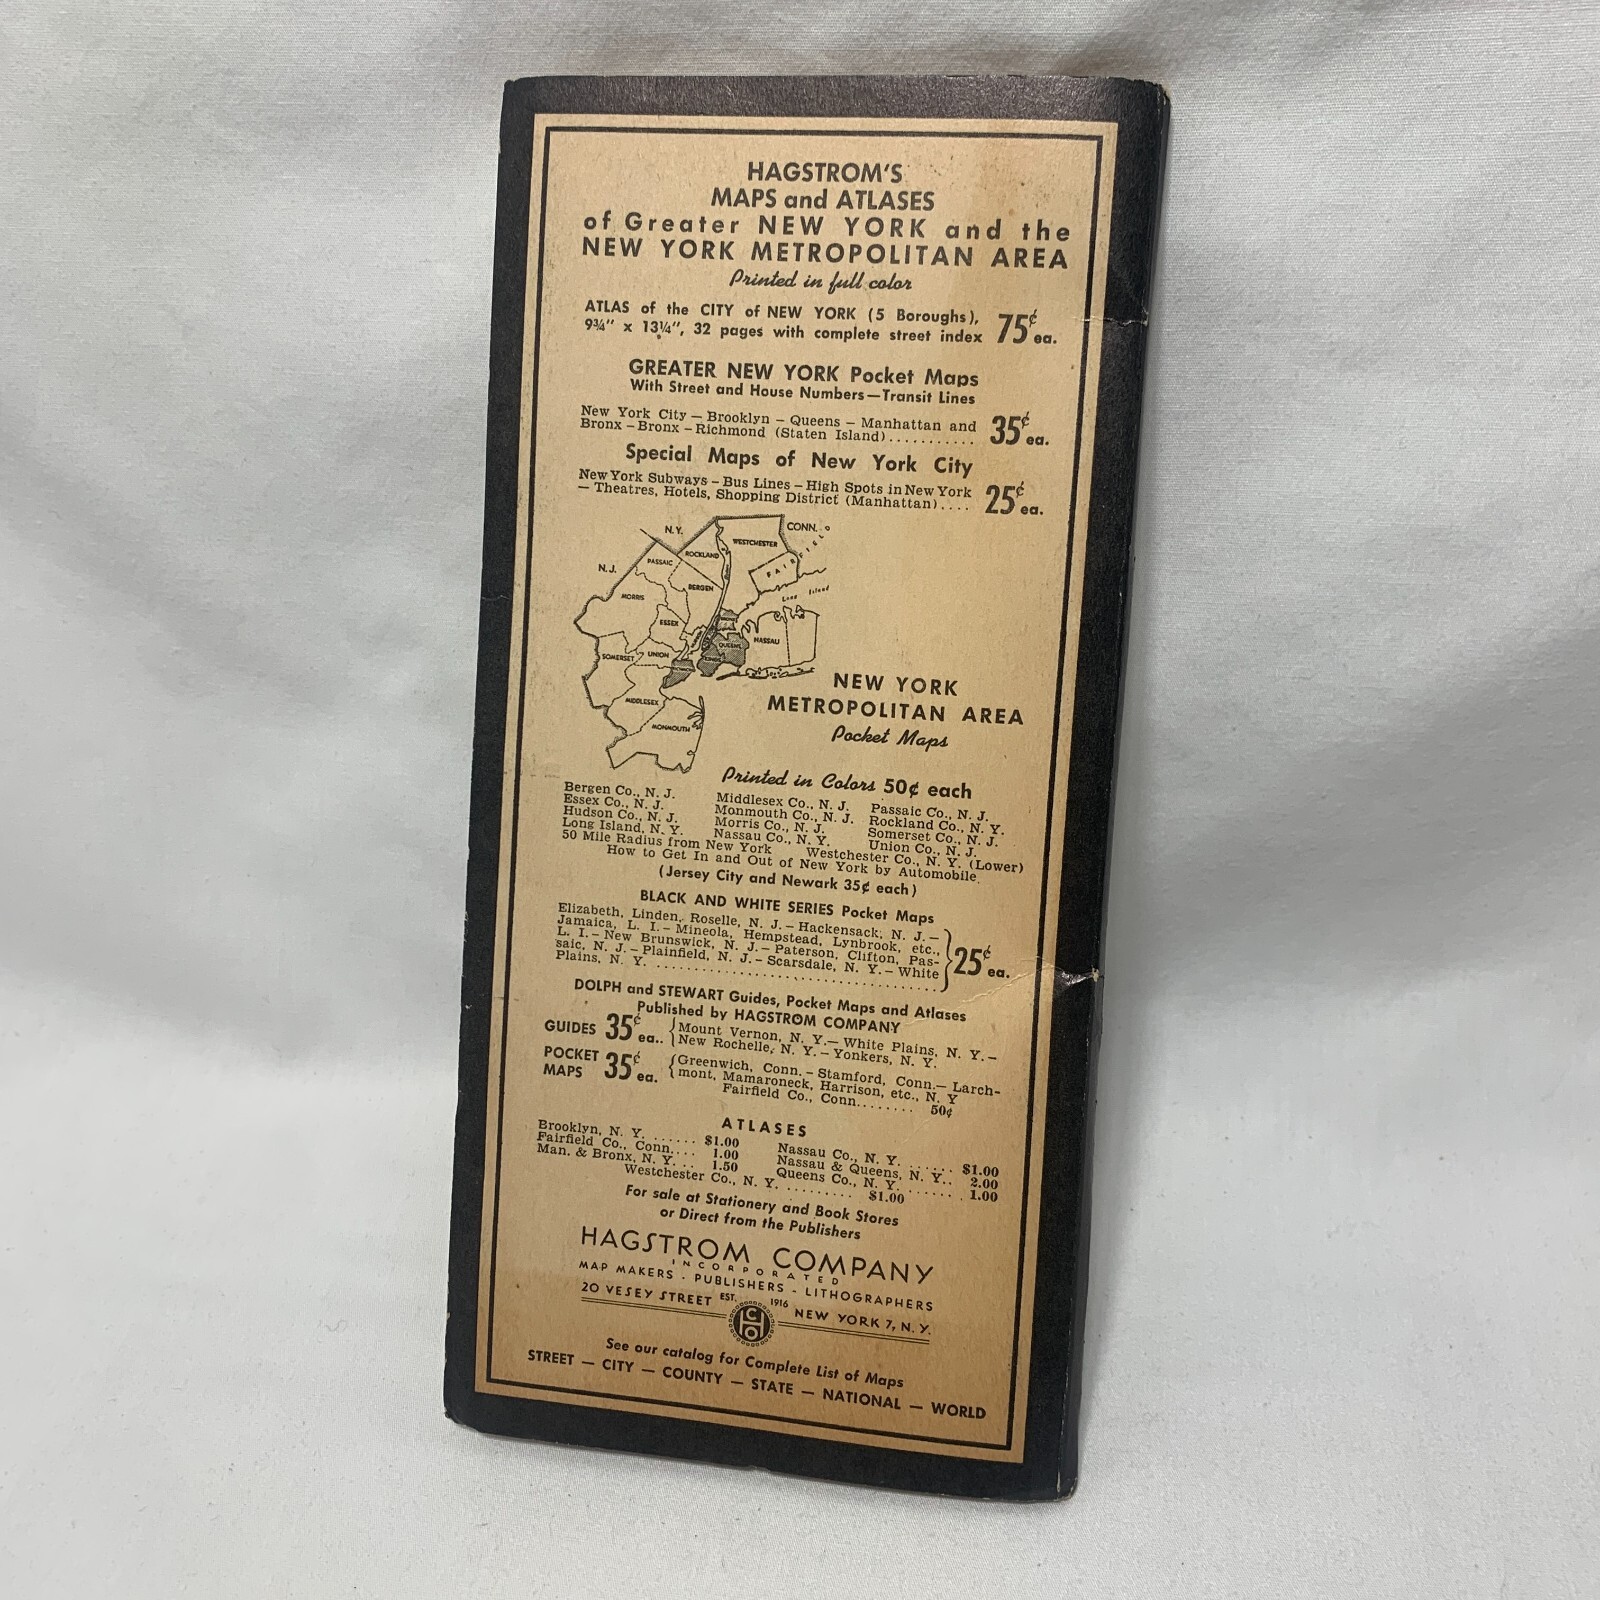 HAGSTROM'S
MAPS and ATLASES
of Greater NEW YORK and the
NEW YORK METROPOLITAN AREA
Printed in full color
ATLAS of the CITY of NEW YORK (5 Boroughs),
9¾" x 13¼", 32 pages with complete street index 75¢ ea.
GREATER NEW YORK Pocket Maps
With Street and House Numbers—Transit Lines
New York City — Brooklyn — Queens — Manhattan and
Bronx — Bronx — Richmond (Staten Island)........... 35¢ ea.
Special Maps of New York City
New York Subways — Bus Lines — High Spots in New York
— Theatres, Hotels, Shopping District (Manhattan).... 25¢ ea.
N.Y.
CONN.
WESTCHESTER
ROCKLAND
FAIRFIELD
PASSAIC
N.J.
BERGEN
MORRIS
Long Island
ESSEX
NASSAU
QUEENS
SOMERSET
UNION
MIDDLESEX
MONMOUTH
NEW YORK
METROPOLITAN AREA
Pocket Maps
Printed in Colors 50¢ each
Bergen Co., N. J.
Essex Co., N. J.
Hudson Co., N. J.
Long Island, N. Y.
Middlesex Co., N. J.
Monmouth Co., N. J.
Morris Co., N. J.
Nassau Co., N. Y.
Passaic Co., N. J.
Rockland Co., N. Y.
Somerset Co., N. J.
Union Co., N. J.
50 Mile Radius from New York Westchester Co., N. Y. (Lower)
How to Get In and Out of New York by Automobile
(Jersey City and Newark 35¢ each)
BLACK AND WHITE SERIES Pocket Maps
Elizabeth, Linden, Roselle, N. J.—Hackensack, N. J.—
Jamaica, L. I.—Mineola, Hempstead, Lynbrook, etc.,
L. I.—New Brunswick, N. J.—Paterson, Clifton, Pas-
saic, N. J.—Plainfield, N. J.—Scarsdale, N. Y.—White
Plains, N. Y. ................................ 25¢ ea.
DOLPH and STEWART Guides, Pocket Maps and Atlases
Published by HAGSTROM COMPANY
GUIDES 35¢ ea.. { Mount Vernon, N. Y.— White Plains, N. Y.—
New Rochelle, N. Y.—Yonkers, N. Y.
POCKET MAPS 35¢ ea. { Greenwich, Conn.—Stamford, Conn.—Larch-
mont, Mamaroneck, Harrison, etc., N. Y
Fairfield Co., Conn........ 50¢
ATLASES
Brooklyn, N. Y. ...... $1.00
Fairfield Co., Conn.... 1.00
Man. & Bronx, N. Y. .. 1.50
Nassau Co., N. Y. ...... $1.00
Nassau & Queens, N. Y.. 2.00
Queens Co., N. Y. ....... 1.00
Westchester Co., N. Y. ......... $1.00
For sale at Stationery and Book Stores
or Direct from the Publishers
HAGSTROM COMPANY
INCORPORATED
MAP MAKERS - PUBLISHERS - LITHOGRAPHERS
20 VESEY STREET EST. 1916 NEW YORK 7, N. Y.
HCO
See our catalog for Complete List of Maps
STREET — CITY — COUNTY — STATE — NATIONAL — WORLD